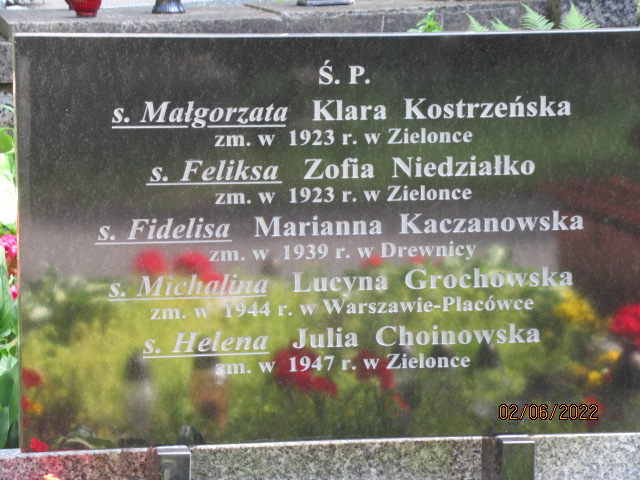 Ś. P.
s. Małgorzata Klara Kostrzeńska
zm. w 1923 r. w Zielonce
s. Feliksa Zofia Niedziałko
zm. w 1923 r. w Zielonce
s. Fidelisa Marianna Kaczanowska
zm. w 1939 r. w Drewnicy
s. Michalina Lucyna Grochowska
zm. w 1944 r. w Warszawie-Placówce
s. Helena Julia Choinowska
zm. w 1947 r. w Zielonce
02/06/2022